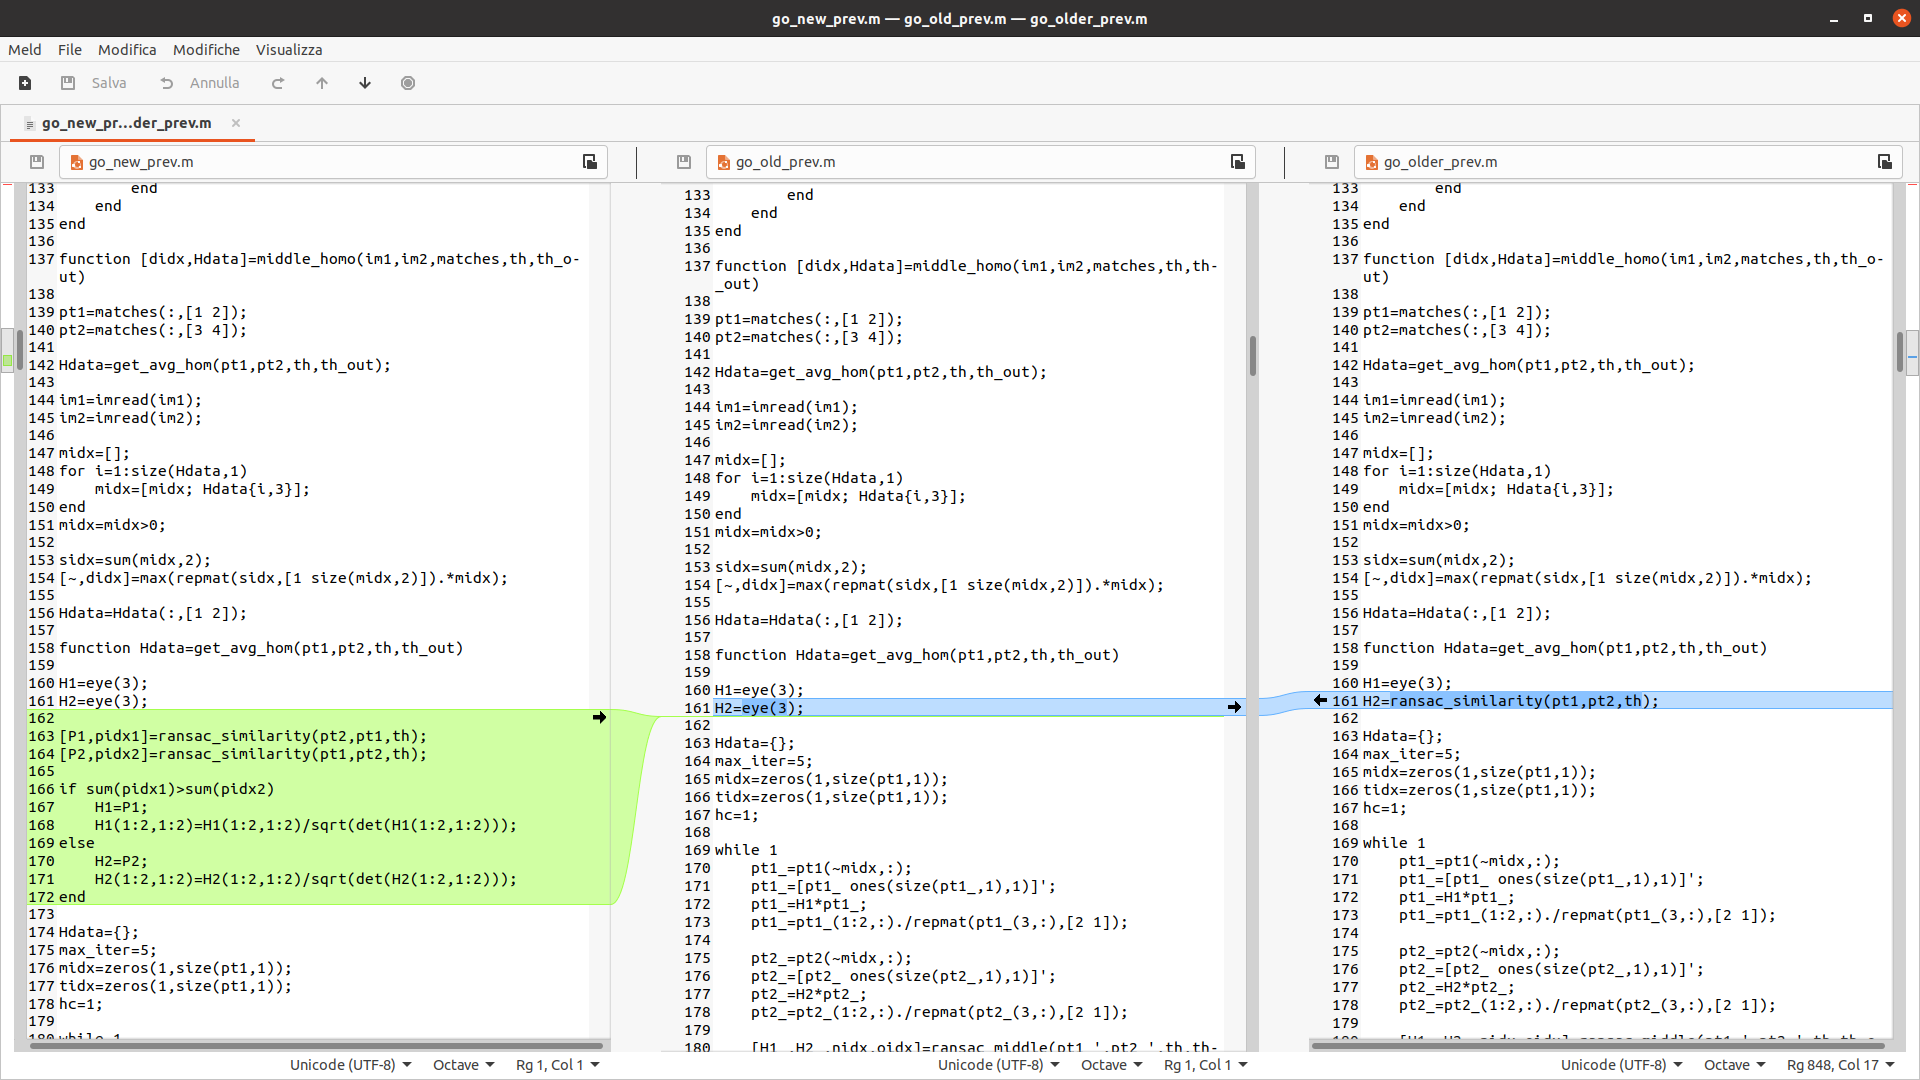 go_new_prev.m — go_old_prev.m — go_older_prev.m
Meld File Modifica Modifiche Visualizza
Salva Annulla
go_new_pr…der_prev.m
go_new_prev.m
133         end
134     end
135 end
136
137 function [didx,Hdata]=middle_homo(im1,im2,matches,th,th_o-
ut)
138
139 pt1=matches(:,[1 2]);
140 pt2=matches(:,[3 4]);
141
142 Hdata=get_avg_hom(pt1,pt2,th,th_out);
143
144 im1=imread(im1);
145 im2=imread(im2);
146
147 midx=[];
148 for i=1:size(Hdata,1)
149     midx=[midx; Hdata{i,3}];
150 end
151 midx=midx>0;
152
153 sidx=sum(midx,2);
154 [~,didx]=max(repmat(sidx,[1 size(midx,2)]).*midx);
155
156 Hdata=Hdata(:,[1 2]);
157
158 function Hdata=get_avg_hom(pt1,pt2,th,th_out)
159
160 H1=eye(3);
161 H2=eye(3);
162
163 [P1,pidx1]=ransac_similarity(pt2,pt1,th);
164 [P2,pidx2]=ransac_similarity(pt1,pt2,th);
165
166 if sum(pidx1)>sum(pidx2)
167     H1=P1;
168     H1(1:2,1:2)=H1(1:2,1:2)/sqrt(det(H1(1:2,1:2)));
169 else
170     H2=P2;
171     H2(1:2,1:2)=H2(1:2,1:2)/sqrt(det(H2(1:2,1:2)));
172 end
173
174 Hdata={};
175 max_iter=5;
176 midx=zeros(1,size(pt1,1));
177 tidx=zeros(1,size(pt1,1));
178 hc=1;
179
180 while 1
Unicode (UTF-8) Octave Rg 1, Col 1
go_old_prev.m
133         end
134     end
135 end
136
137 function [didx,Hdata]=middle_homo(im1,im2,matches,th,th-
_out)
138
139 pt1=matches(:,[1 2]);
140 pt2=matches(:,[3 4]);
141
142 Hdata=get_avg_hom(pt1,pt2,th,th_out);
143
144 im1=imread(im1);
145 im2=imread(im2);
146
147 midx=[];
148 for i=1:size(Hdata,1)
149     midx=[midx; Hdata{i,3}];
150 end
151 midx=midx>0;
152
153 sidx=sum(midx,2);
154 [~,didx]=max(repmat(sidx,[1 size(midx,2)]).*midx);
155
156 Hdata=Hdata(:,[1 2]);
157
158 function Hdata=get_avg_hom(pt1,pt2,th,th_out)
159
160 H1=eye(3);
161 H2=eye(3);
162
163 Hdata={};
164 max_iter=5;
165 midx=zeros(1,size(pt1,1));
166 tidx=zeros(1,size(pt1,1));
167 hc=1;
168
169 while 1
170     pt1_=pt1(~midx,:);
171     pt1_=[pt1_ ones(size(pt1_,1),1)]';
172     pt1_=H1*pt1_;
173     pt1_=pt1_(1:2,:)./repmat(pt1_(3,:),[2 1]);
174
175     pt2_=pt2(~midx,:);
176     pt2_=[pt2_ ones(size(pt2_,1),1)]';
177     pt2_=H2*pt2_;
178     pt2_=pt2_(1:2,:)./repmat(pt2_(3,:),[2 1]);
179
180     [H1_,H2_,nidx,oidx]=ransac_middle(pt1_',pt2_',th,th-
Unicode (UTF-8) Octave Rg 1, Col 1
go_older_prev.m
133         end
134     end
135 end
136
137 function [didx,Hdata]=middle_homo(im1,im2,matches,th,th_o-
ut)
138
139 pt1=matches(:,[1 2]);
140 pt2=matches(:,[3 4]);
141
142 Hdata=get_avg_hom(pt1,pt2,th,th_out);
143
144 im1=imread(im1);
145 im2=imread(im2);
146
147 midx=[];
148 for i=1:size(Hdata,1)
149     midx=[midx; Hdata{i,3}];
150 end
151 midx=midx>0;
152
153 sidx=sum(midx,2);
154 [~,didx]=max(repmat(sidx,[1 size(midx,2)]).*midx);
155
156 Hdata=Hdata(:,[1 2]);
157
158 function Hdata=get_avg_hom(pt1,pt2,th,th_out)
159
160 H1=eye(3);
161 H2=ransac_similarity(pt1,pt2,th);
162
163 Hdata={};
164 max_iter=5;
165 midx=zeros(1,size(pt1,1));
166 tidx=zeros(1,size(pt1,1));
167 hc=1;
168
169 while 1
170     pt1_=pt1(~midx,:);
171     pt1_=[pt1_ ones(size(pt1_,1),1)]';
172     pt1_=H1*pt1_;
173     pt1_=pt1_(1:2,:)./repmat(pt1_(3,:),[2 1]);
174
175     pt2_=pt2(~midx,:);
176     pt2_=[pt2_ ones(size(pt2_,1),1)]';
177     pt2_=H2*pt2_;
178     pt2_=pt2_(1:2,:)./repmat(pt2_(3,:),[2 1]);
179
Unicode (UTF-8) Octave Rg 848, Col 17